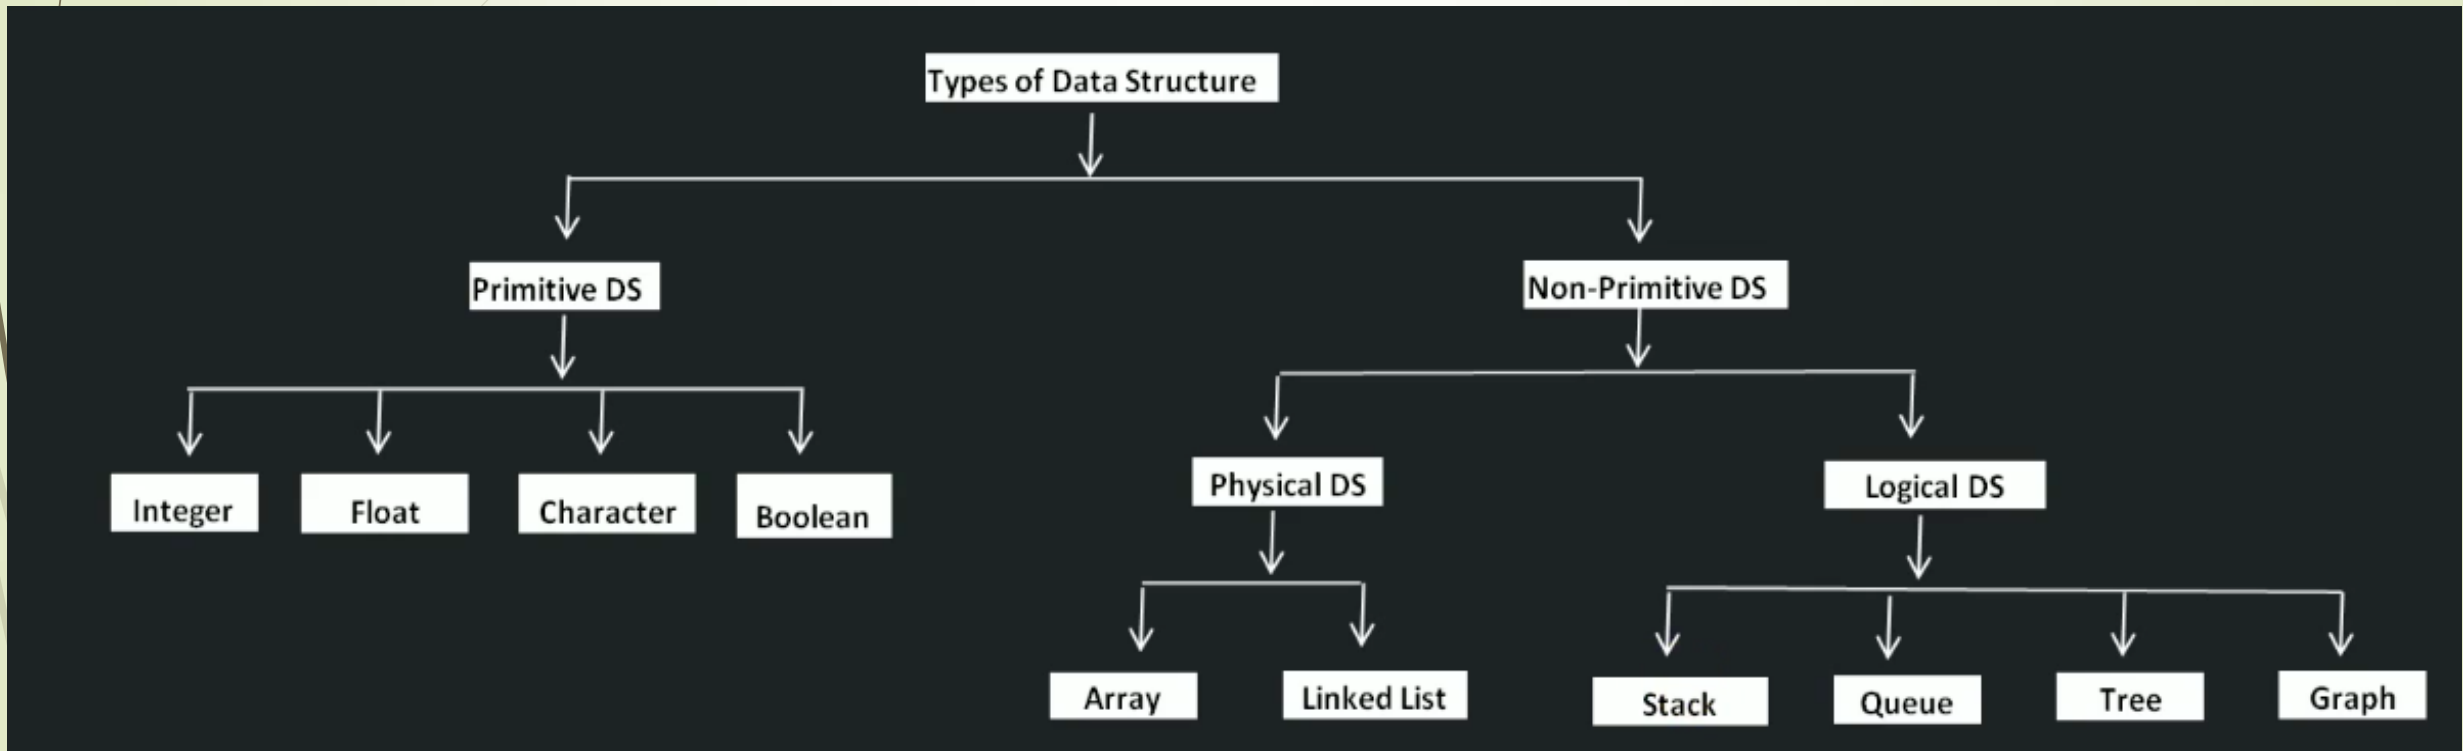 Types of Data Structure
Primitive DS
Non-Primitive DS
Integer
Float
Character
Boolean
Physical DS
Logical DS
Array
Linked List
Stack
Queue
Tree
Graph